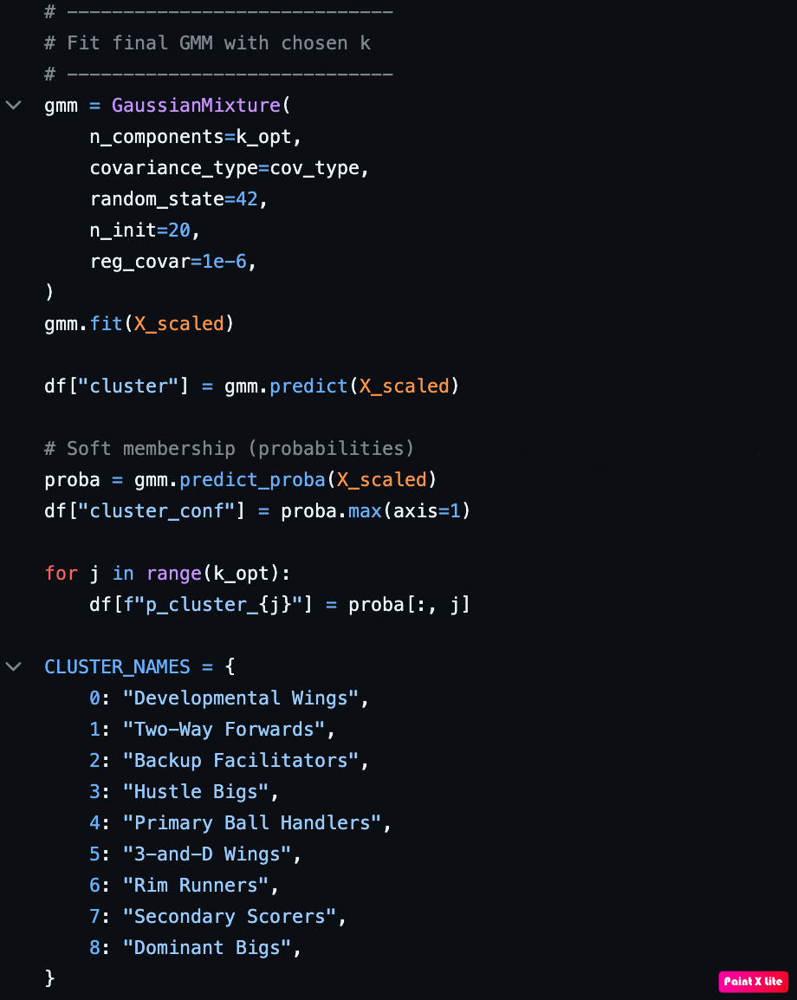 # -----------------------------
# Fit final GMM with chosen k
# -----------------------------
gmm = GaussianMixture(
    n_components=k_opt,
    covariance_type=cov_type,
    random_state=42,
    n_init=20,
    reg_covar=1e-6,
)
gmm.fit(X_scaled)

df["cluster"] = gmm.predict(X_scaled)

# Soft membership (probabilities)
proba = gmm.predict_proba(X_scaled)
df["cluster_conf"] = proba.max(axis=1)

for j in range(k_opt):
    df[f"p_cluster_{j}"] = proba[:, j]

CLUSTER_NAMES = {
    0: "Developmental Wings",
    1: "Two-Way Forwards",
    2: "Backup Facilitators",
    3: "Hustle Bigs",
    4: "Primary Ball Handlers",
    5: "3-and-D Wings",
    6: "Rim Runners",
    7: "Secondary Scorers",
    8: "Dominant Bigs",
}
Paint X Lite